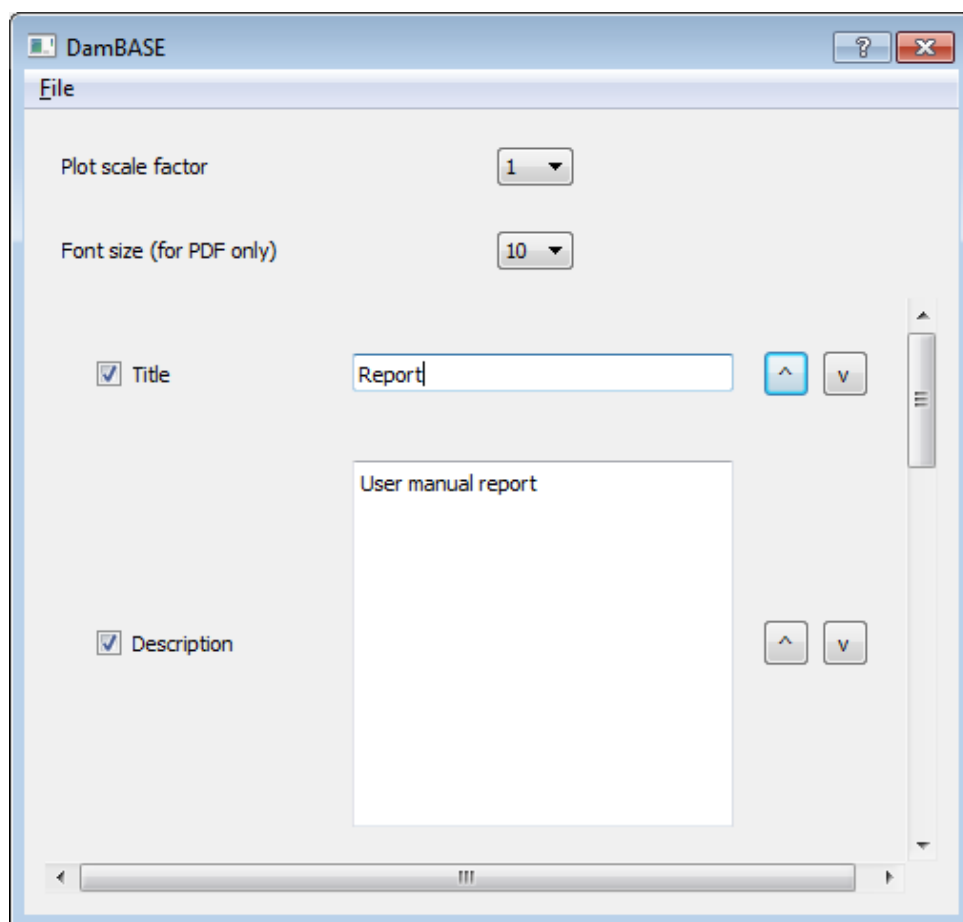 DamBASE
?
File
Plot scale factor 1
Font size (for PDF only) 10
Title Report ^ v
User manual report
Description ^ v